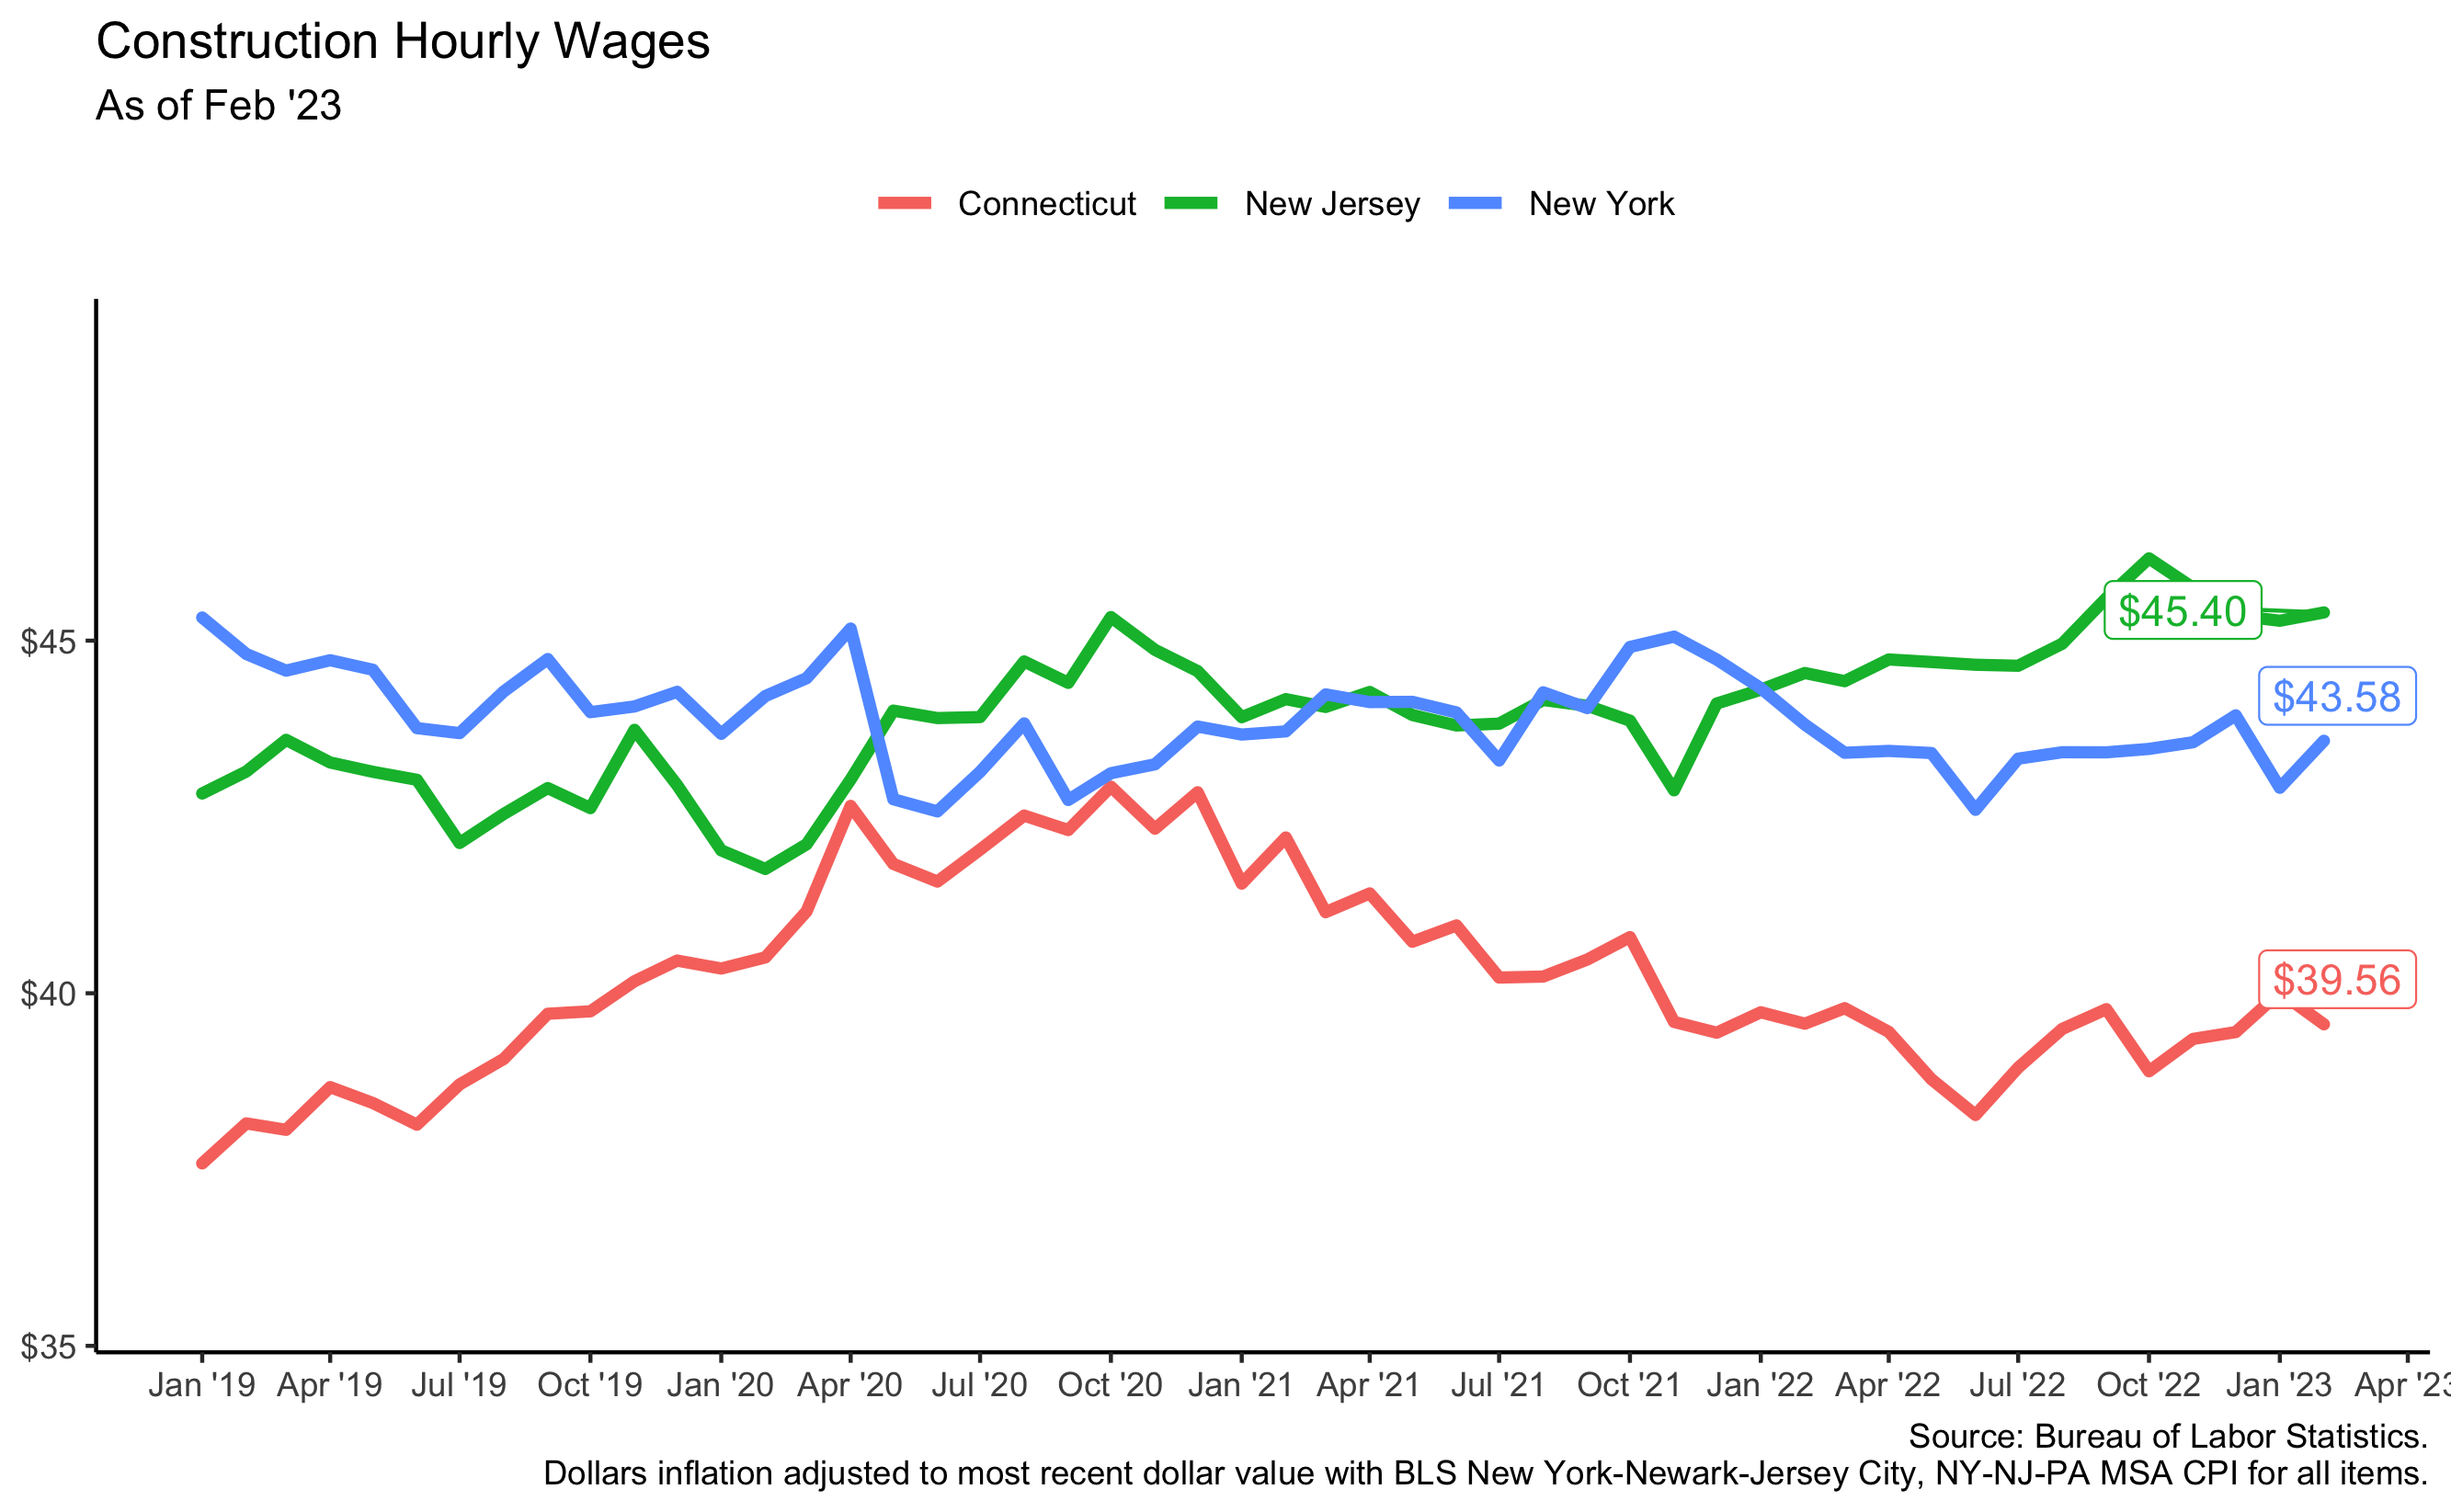 Construction Hourly Wages
As of Feb '23
Connecticut New Jersey New York
$45
$40
$35
$45.40
$43.58
$39.56
Jan '19 Apr '19 Jul '19 Oct '19 Jan '20 Apr '20 Jul '20 Oct '20 Jan '21 Apr '21 Jul '21 Oct '21 Jan '22 Apr '22 Jul '22 Oct '22 Jan '23 Apr '23
Source: Bureau of Labor Statistics.
Dollars inflation adjusted to most recent dollar value with BLS New York-Newark-Jersey City, NY-NJ-PA MSA CPI for all items.